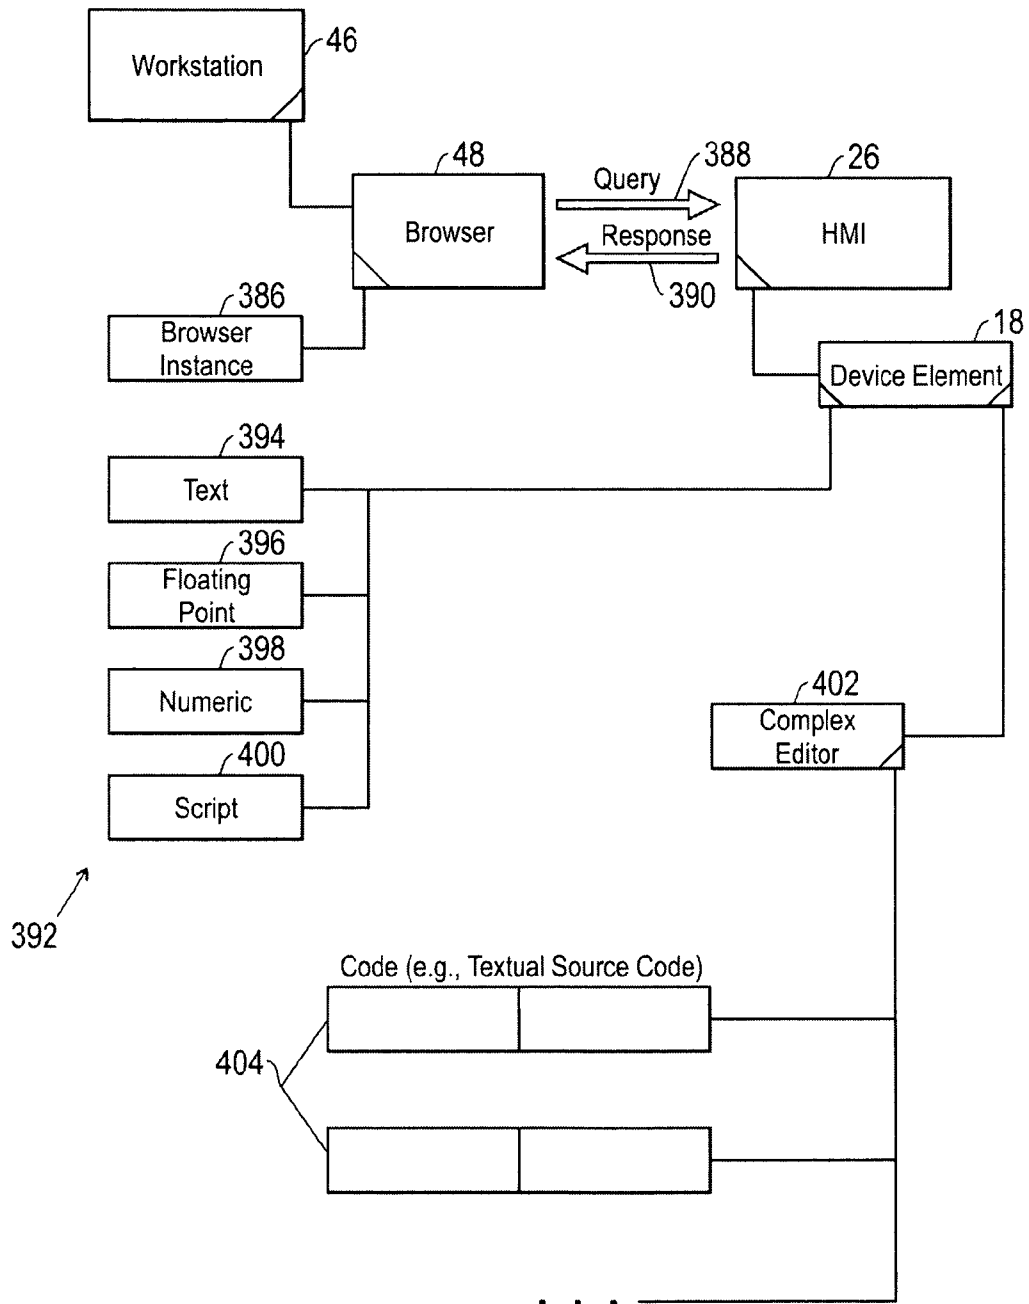 46
Workstation
48
388
26
Query
Browser
HMI
Response
390
386
18
Browser
Instance
Device Element
394
Text
396
Floating
Point
398
Numeric
402
Complex
Editor
400
Script
392
Code (e.g., Textual Source Code)
404
. . .